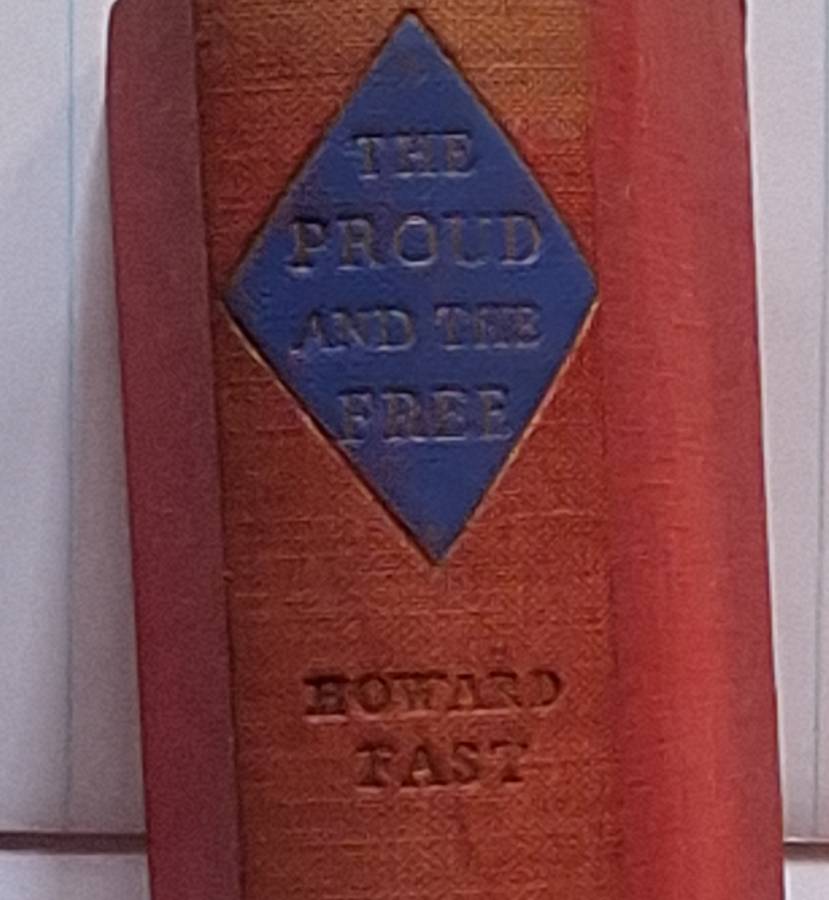 THE
PROUD
AND THE
FREE
HOWARD
FAST